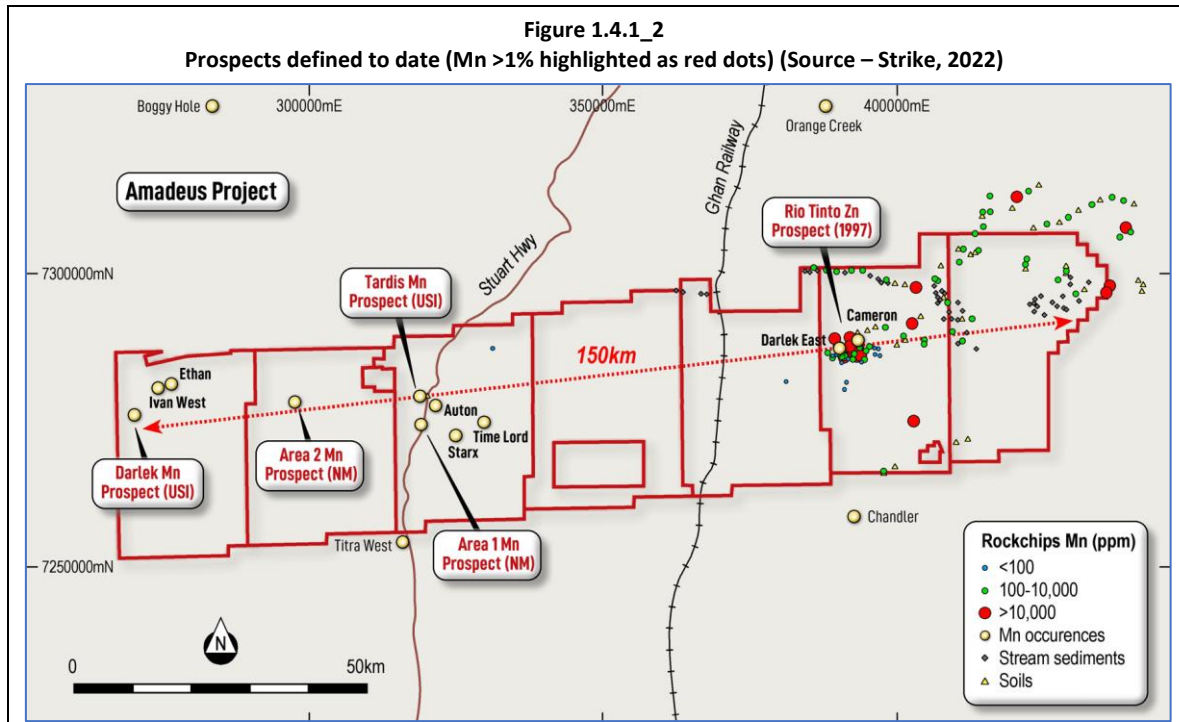 Figure 1.4.1_2
Prospects defined to date (Mn >1% highlighted as red dots) (Source – Strike, 2022)
Boggy Hole
300000mE
350000mE
400000mE
Orange Creek
Amadeus Project
Stuart Hwy
Ghan Railway
Rio Tinto Zn
Prospect (1997)
7300000mN
Tardis Mn
Prospect (USI)
Cameron
Darlek East
150km
Ethan
Ivan West
Auton
Time Lord
Starx
Darlek Mn
Prospect (USI)
Area 2 Mn
Prospect (NM)
Area 1 Mn
Prospect (NM)
Titra West
Chandler
7250000mN
N
0
50km
Rockchips Mn (ppm)
<100
100-10,000
>10,000
Mn occurences
Stream sediments
Soils